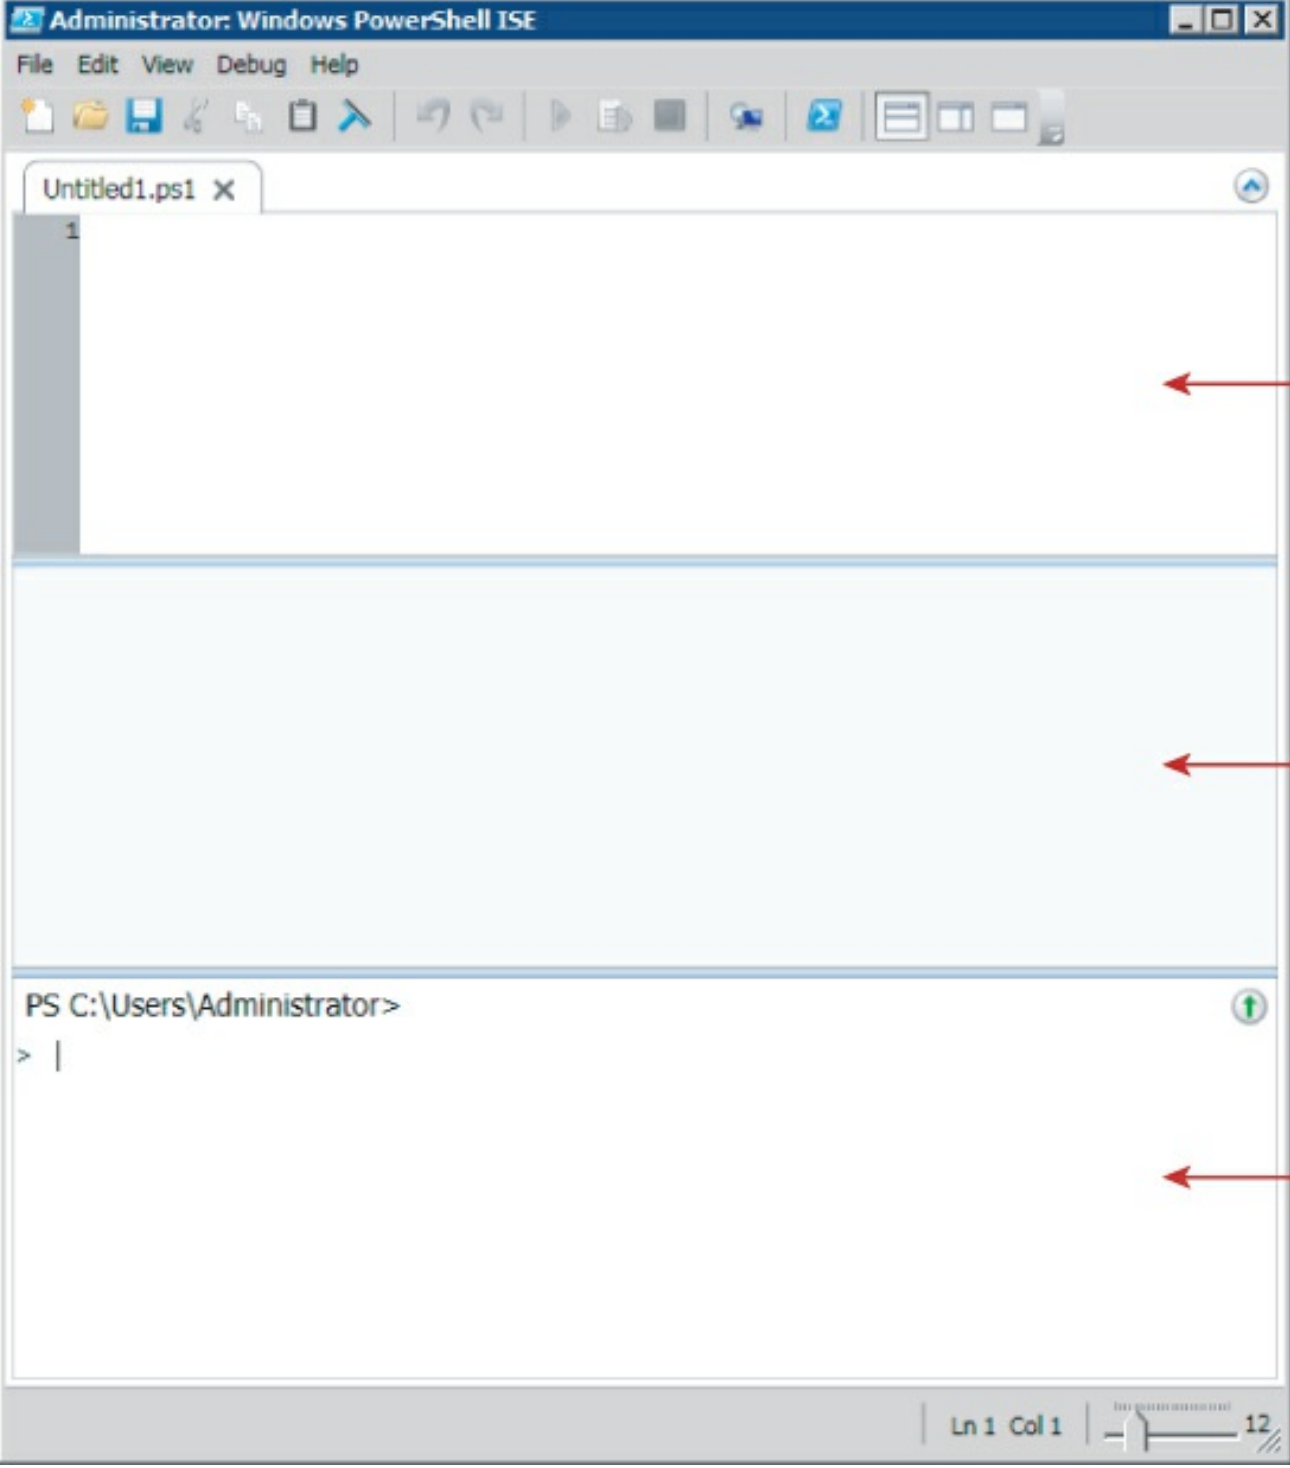 Administrator: Windows PowerShell ISE
File Edit View Debug Help
Untitled1.ps1
1
PS C:\Users\Administrator>
>
Ln 1 Col 1
12